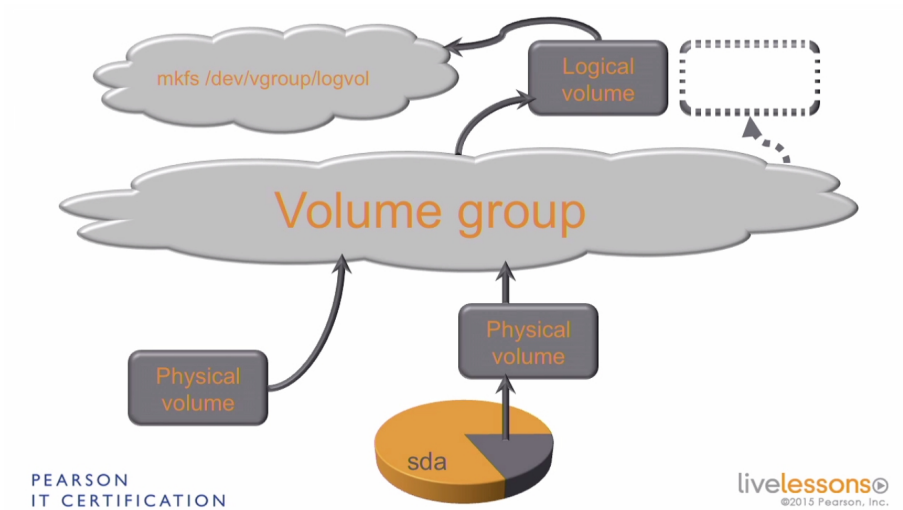 mkfs /dev/vgroup/logvol
Logical
volume
Volume group
Physical
volume
Physical
volume
sda
PEARSON
IT CERTIFICATION
livelessons
©2015 Pearson, Inc.